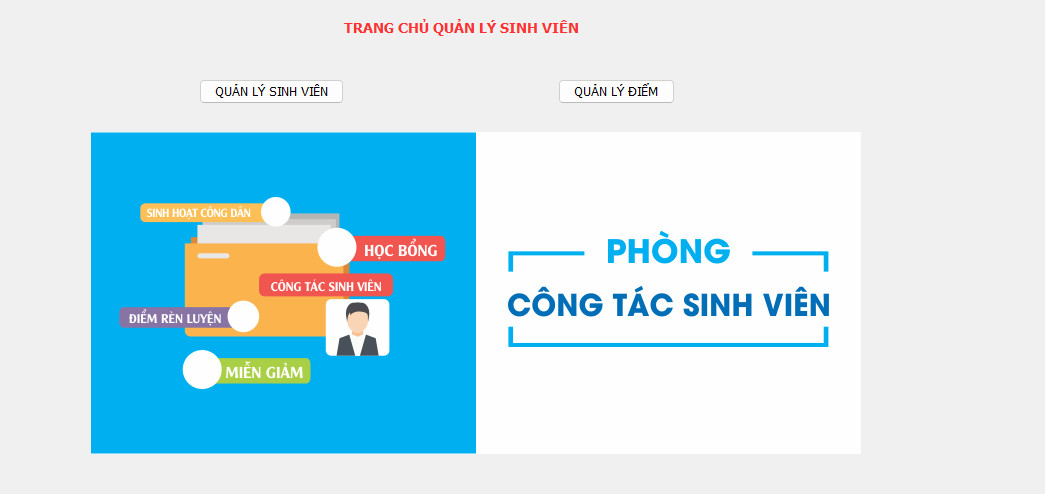 TRANG CHỦ QUẢN LÝ SINH VIÊN
QUẢN LÝ SINH VIÊN
QUẢN LÝ ĐIỂM
SINH HOẠT CÔNG DÂN
HỌC BỔNG
CÔNG TÁC SINH VIÊN
ĐIỂM RÈN LUYỆN
MIỄN GIẢM
PHÒNG
CÔNG TÁC SINH VIÊN